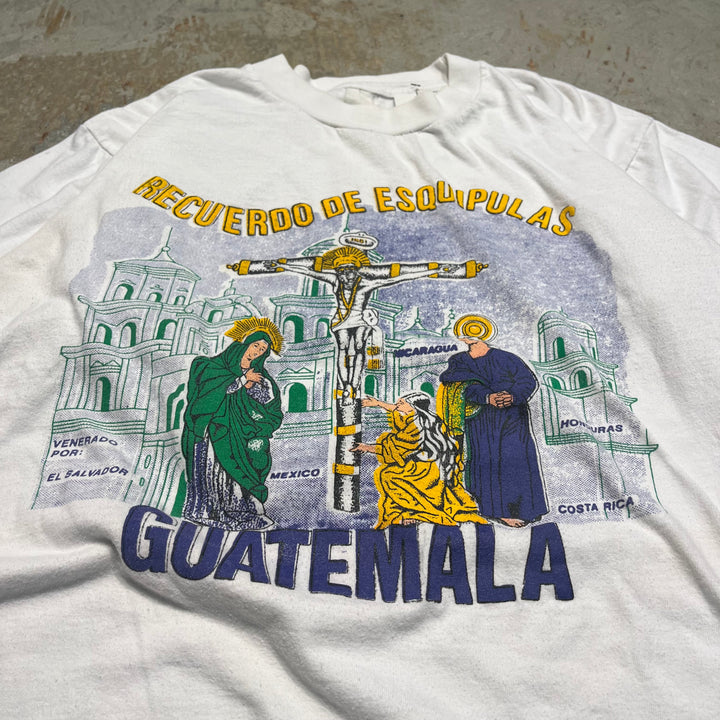 RECUERDO DE ESQUIPULAS
INRI
NICARAGUA
VENERADO
POR:
EL SALVADOR
MEXICO
HONDURAS
COSTA RICA
GUATEMALA